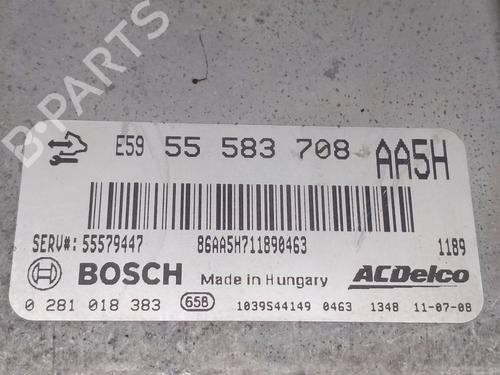 B-PARTS
E59 55 583 708 AA5H
SERV#: 55579447 86AA5H711890463 1189
BOSCH Made in Hungary ACDelco
0 281 018 383 658 1039S44149 0463 1348 11-07-08